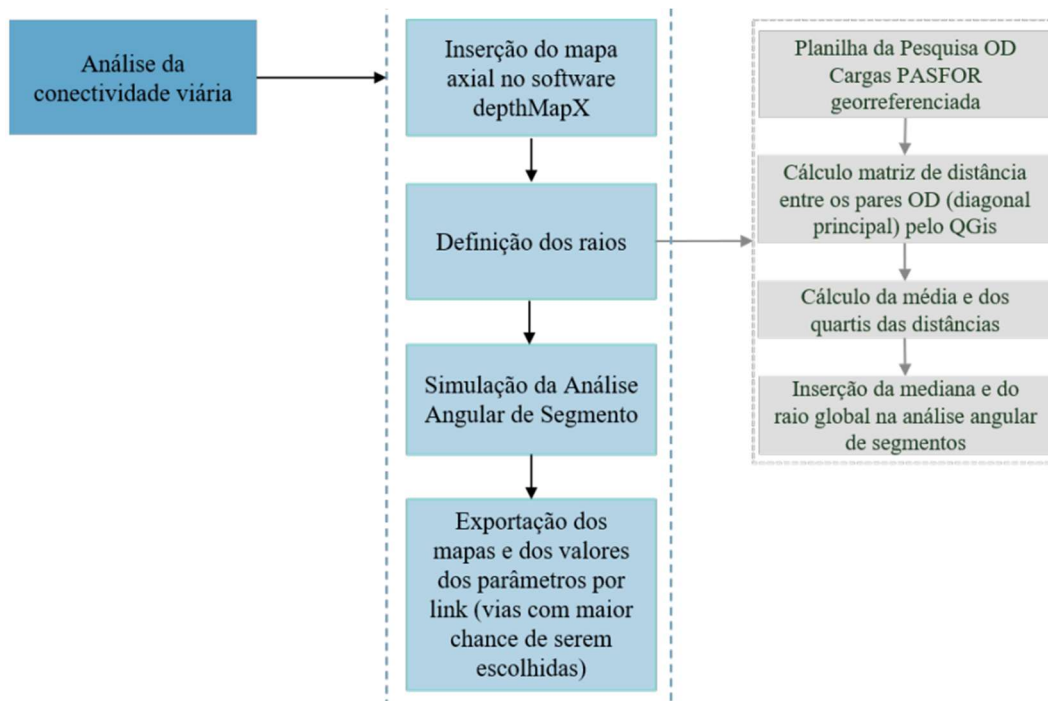 Análise da
conectividade viária
Inserção do mapa
axial no software
depthMapX
Definição dos raios
Simulação da Análise
Angular de Segmento
Exportação dos
mapas e dos valores
dos parâmetros por
link (vias com maior
chance de serem
escolhidas)
Planilha da Pesquisa OD
Cargas PASFOR
georreferenciada
Cálculo matriz de distância
entre os pares OD (diagonal
principal) pelo QGis
Cálculo da média e dos
quartis das distâncias
Inserção da mediana e do
raio global na análise angular
de segmentos